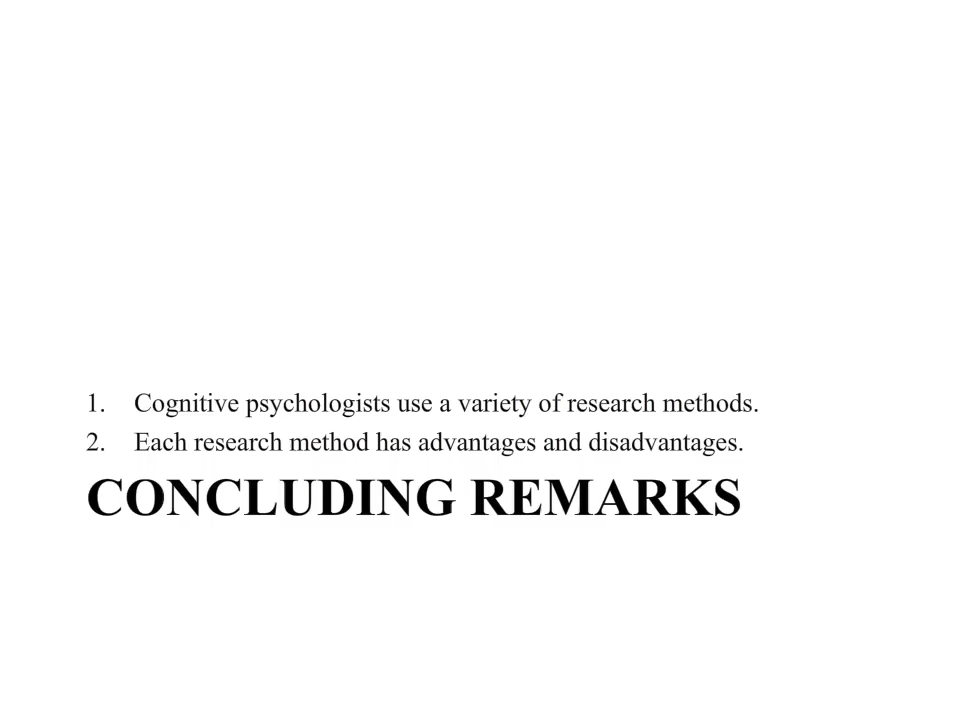 1. Cognitive psychologists use a variety of research methods.
2. Each research method has advantages and disadvantages.
CONCLUDING REMARKS